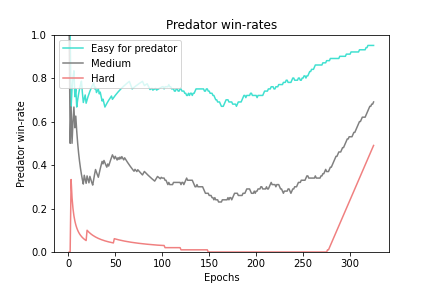 Predator win-rates
Easy for predator
Medium
Hard
Predator win-rate
1.0
0.8
0.6
0.4
0.2
0.0
0 50 100 150 200 250 300
Epochs